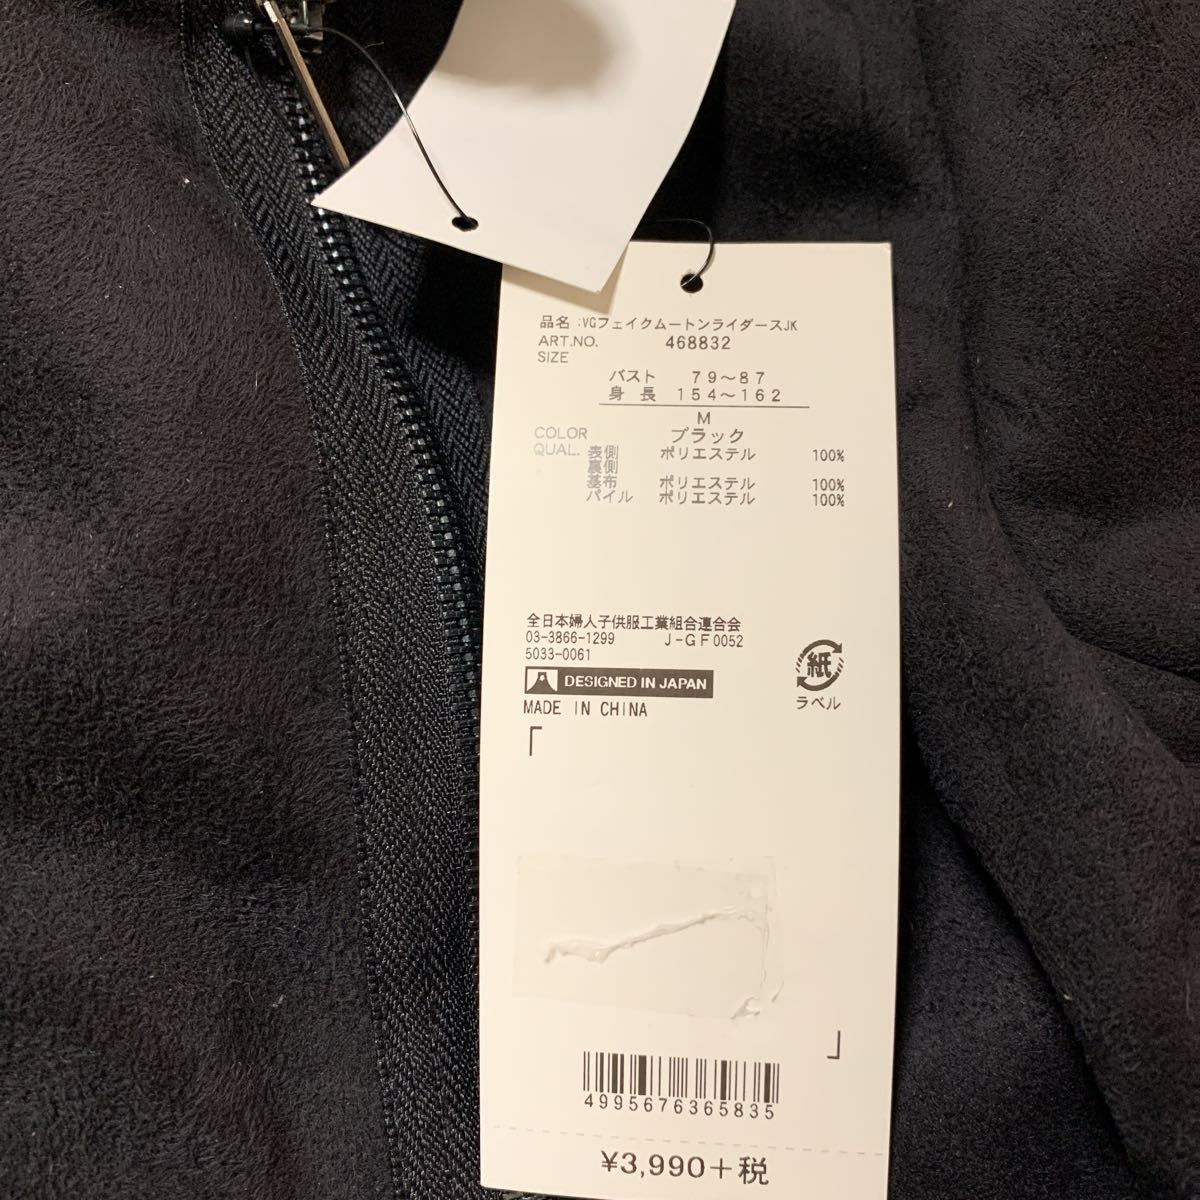 品名:VGフェイクムートンライダースJK
ART.NO. 468832
SIZE
バスト 79～87
身長 154～162
M
COLOR ブラック
QUAL. 表側 ポリエステル 100%
裏側
基布 ポリエステル 100%
パイル ポリエステル 100%
全日本婦人子供服工業組合連合会
03-3866-1299 J-GF0052
5033-0061
DESIGNED IN JAPAN
MADE IN CHINA
紙
ラベル
「
」
4995676365835
¥3,990+税